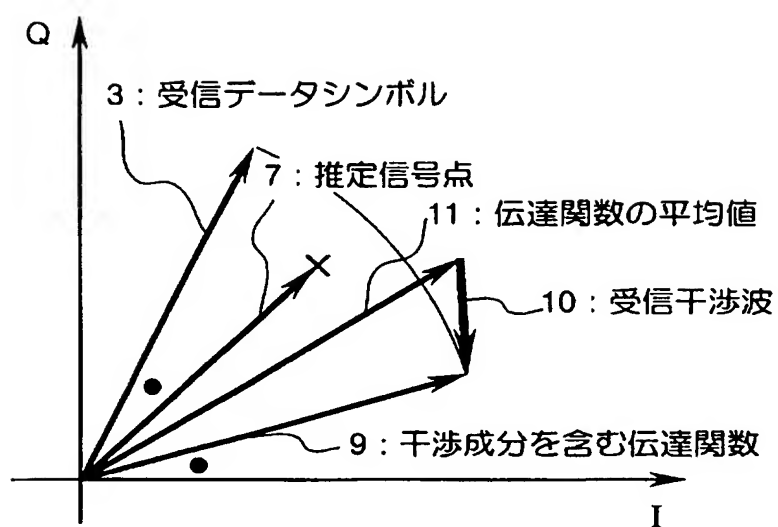 Q
3：受信データシンボル
7：推定信号点
11：伝達関数の平均値
10：受信干渉波
9：干渉成分を含む伝達関数
I